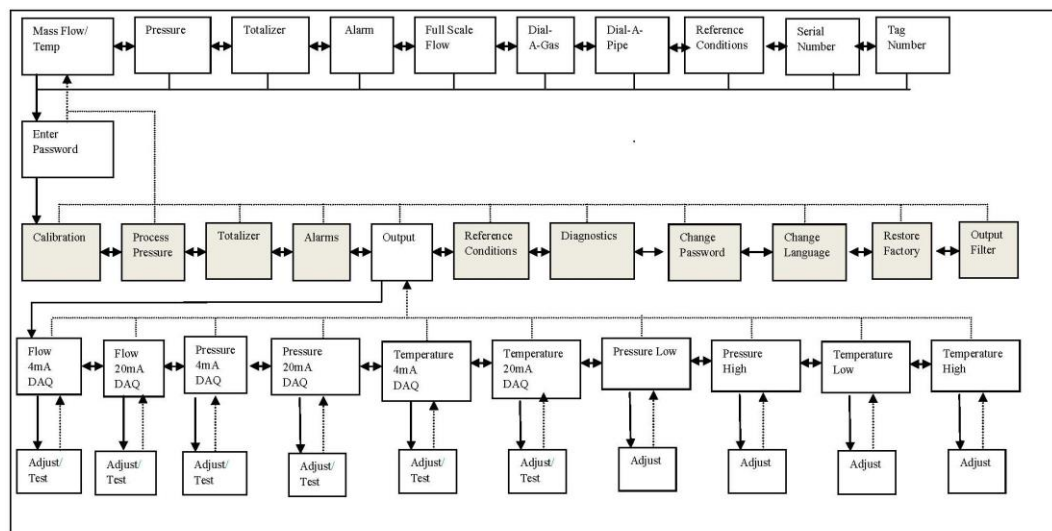 Mass Flow/
Temp
Pressure
Totalizer
Alarm
Full Scale
Flow
Dial-
A-Gas
Dial-A-
Pipe
Reference
Conditions
Serial
Number
Tag
Number
Enter
Password
Calibration
Process
Pressure
Totalizer
Alarms
Output
Reference
Conditions
Diagnostics
Change
Password
Change
Language
Restore
Factory
Output
Filter
Flow
4mA
DAQ
Flow
20mA
DAQ
Pressure
4mA
DAQ
Pressure
20mA
DAQ
Temperature
4mA
DAQ
Temperature
20mA
DAQ
Pressure Low
Pressure
High
Temperature
Low
Temperature
High
Adjust/
Test
Adjust/
Test
Adjust/
Test
Adjust/
Test
Adjust/
Test
Adjust/
Test
Adjust
Adjust
Adjust
Adjust